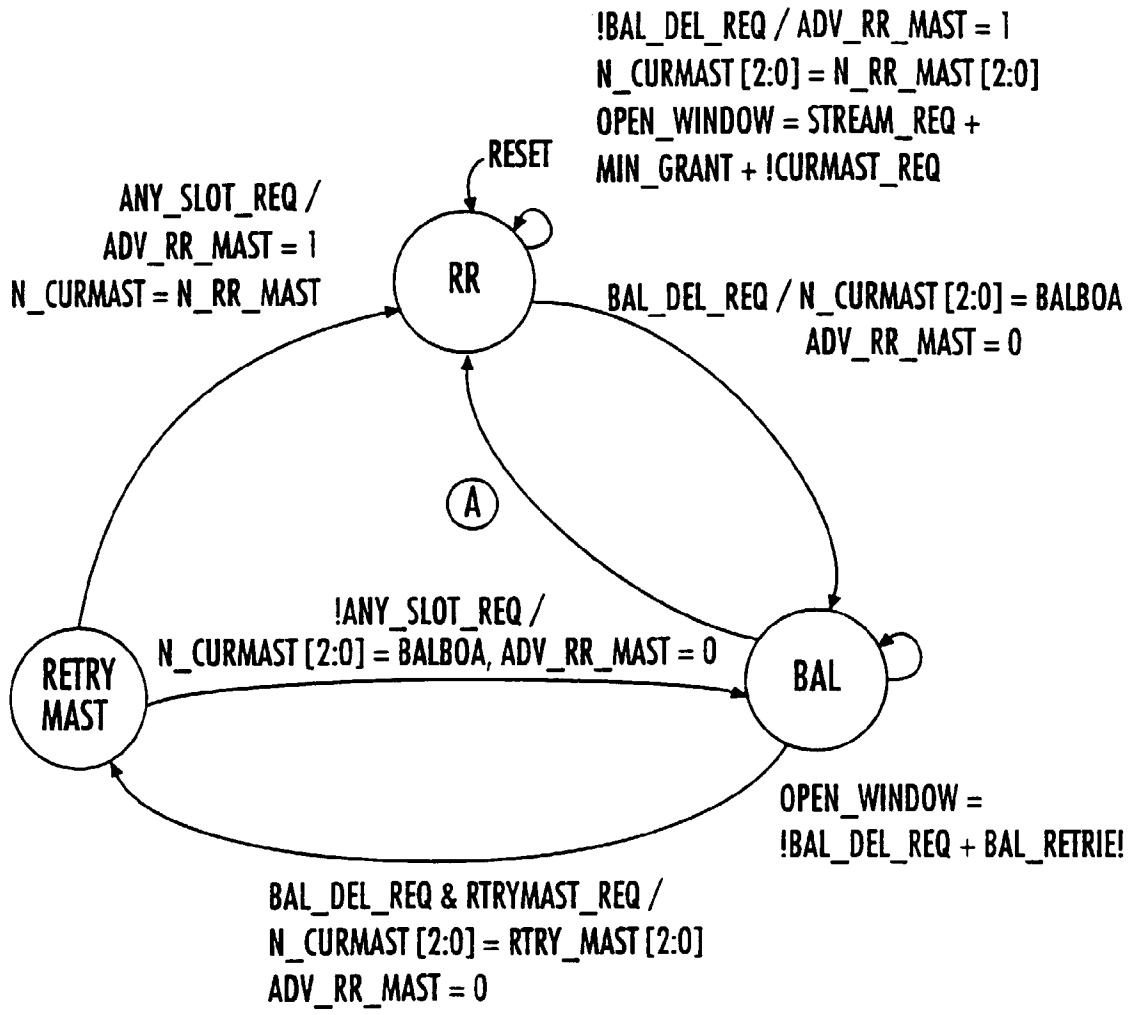 !BAL_DEL_REQ / ADV_RR_MAST = 1
N_CURMAST [2:0] = N_RR_MAST [2:0]
OPEN_WINDOW = STREAM_REQ +
MIN_GRANT + !CURMAST_REQ
RESET
ANY_SLOT_REQ /
ADV_RR_MAST = 1
N_CURMAST = N_RR_MAST
RR
BAL_DEL_REQ / N_CURMAST [2:0] = BALBOA
ADV_RR_MAST = 0
A
!ANY_SLOT_REQ /
N_CURMAST [2:0] = BALBOA, ADV_RR_MAST = 0
RETRY
MAST
BAL
OPEN_WINDOW =
!BAL_DEL_REQ + BAL_RETRIE!
BAL_DEL_REQ & RTRYMAST_REQ /
N_CURMAST [2:0] = RTRY_MAST [2:0]
ADV_RR_MAST = 0